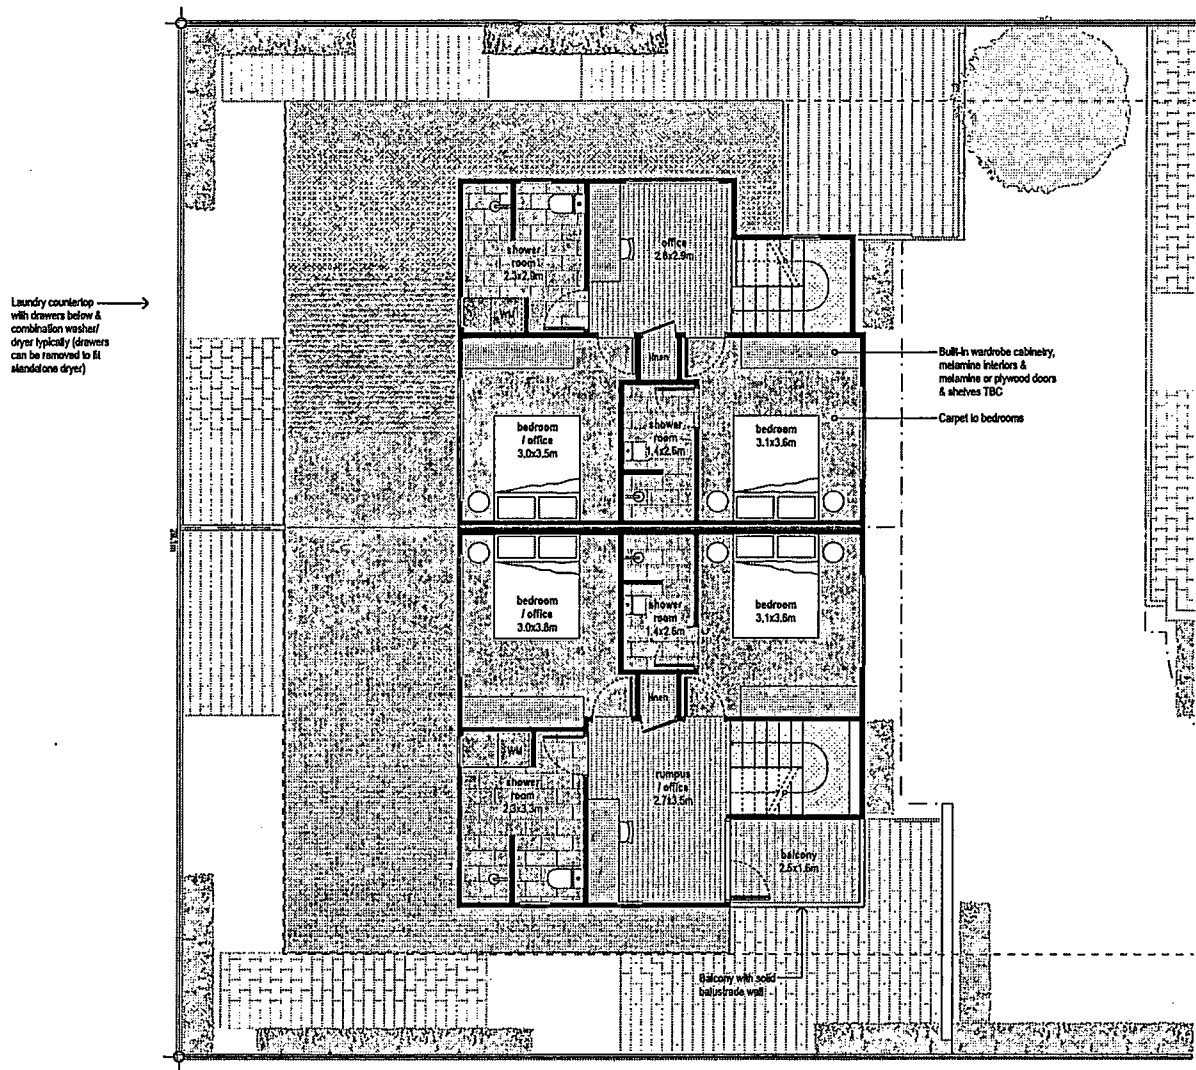 shower
room
2.3x2.9m
office
2.8x2.9m
WM
Laundry countertop
with drawers below &
combination washer/
dryer typically (drawers
can be removed to fit
standalone dryer)
linen
Built-in wardrobe cabinetry,
melamine interiors &
melamine or plywood doors
& shelves TBC
Carpet to bedrooms
bedroom
/ office
3.0x3.5m
shower
room
1.4x2.6m
bedroom
3.1x3.6m
bedroom
/ office
3.0x3.6m
shower
room
1.4x2.6m
bedroom
3.1x3.6m
linen
WM
shower
room
2.3x3.3m
rumpus
/ office
2.7x3.5m
balcony
2.5x1.6m
Balcony with solid
balustrade wall